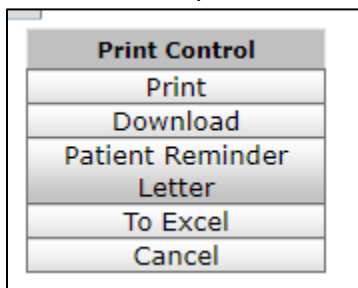 Print Control
Print
Download
Patient Reminder
Letter
To Excel
Cancel